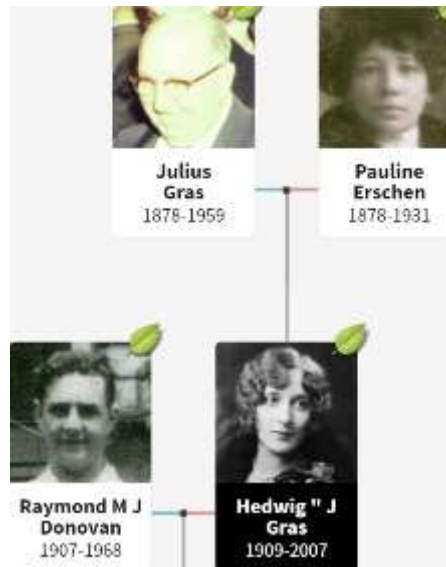 Julius
Gras
1878-1959
Pauline
Erschen
1878-1931
Raymond M J
Donovan
1907-1968
Hedwig " J
Gras
1909-2007